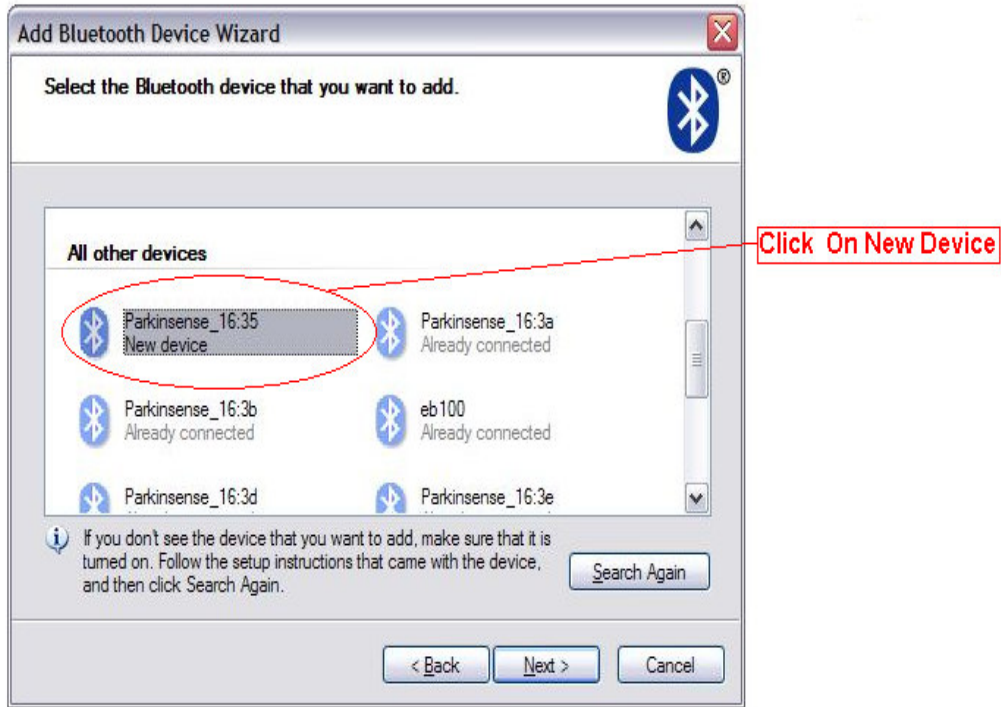 Add Bluetooth Device Wizard
Select the Bluetooth device that you want to add.
®
Click On New Device
All other devices
Parkinsense_16:35
New device
Parkinsense_16:3a
Already connected
Parkinsense_16:3b
Already connected
eb100
Already connected
Parkinsense_16:3d
Parkinsense_16:3e
If you don't see the device that you want to add, make sure that it is
turned on. Follow the setup instructions that came with the device,
and then click Search Again.
Search Again
< Back
Next >
Cancel